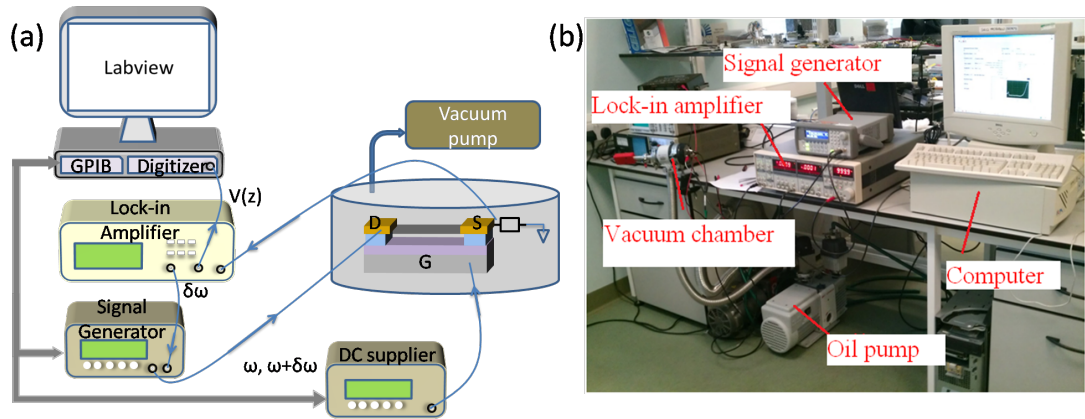 (a)
Labview
GPIB
Digitizer
V(z)
Lock-in
Amplifier
δω
Signal
Generator
ω, ω+δω
DC supplier
Vacuum
pump
D
S
G
(b)
Signal generator
Lock-in amplifier
Vacuum chamber
Computer
Oil pump